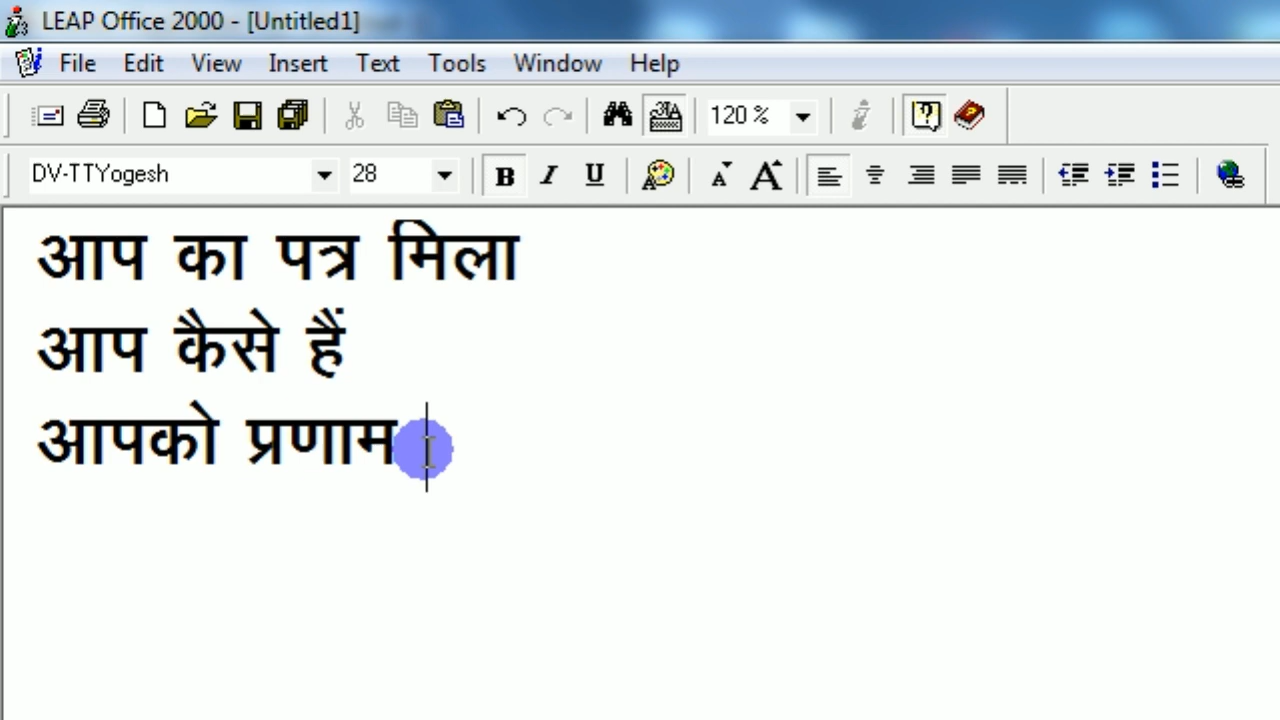 LEAP Office 2000 - [Untitled1]
File Edit View Insert Text Tools Window Help
120 %
DV-TTYogesh 28 B I U A A
आप का पत्र मिला
आप कैसे हैं
आपको प्रणाम